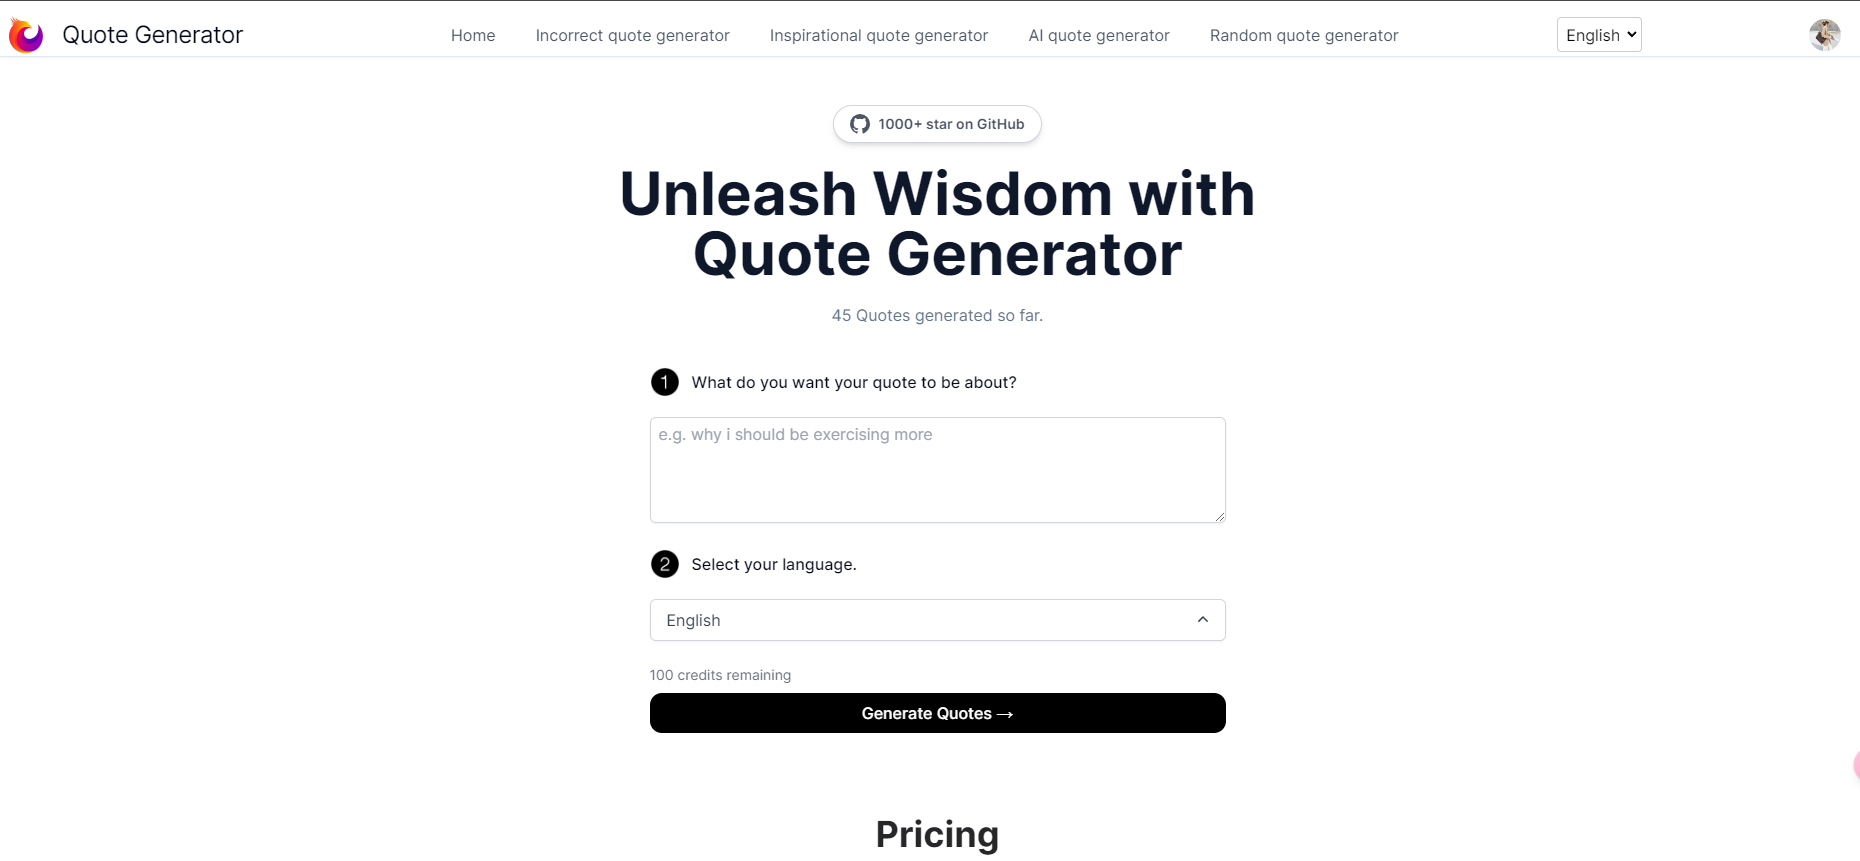 Quote Generator
Home
Incorrect quote generator
Inspirational quote generator
AI quote generator
Random quote generator
English
1000+ star on GitHub
Unleash Wisdom with
Quote Generator
45 Quotes generated so far.
1 What do you want your quote to be about?
e.g. why i should be exercising more
2 Select your language.
English
100 credits remaining
Generate Quotes →
Pricing